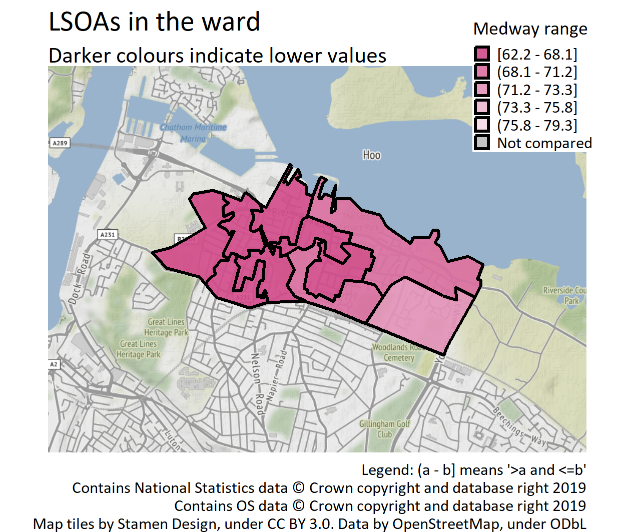 LSOAs in the ward
Darker colours indicate lower values
Medway range
[62.2 - 68.1]
(68.1 - 71.2]
(71.2 - 73.3]
(73.3 - 75.8]
(75.8 - 79.3]
Not compared
Chatham Maritime
Marina
A289
Hoo
A231
B
Dock Road
Riverside Country
Park
Great Lines
Heritage Park
Great Lines
Heritage Park
Woodlands Road
Cemetery
A2
Nelson Road
Napier Road
Gillingham Golf
Club
Beechings Way
Legend: (a - b] means '>a and <=b'
Contains National Statistics data © Crown copyright and database right 2019
Contains OS data © Crown copyright and database right 2019
Map tiles by Stamen Design, under CC BY 3.0. Data by OpenStreetMap, under ODbL